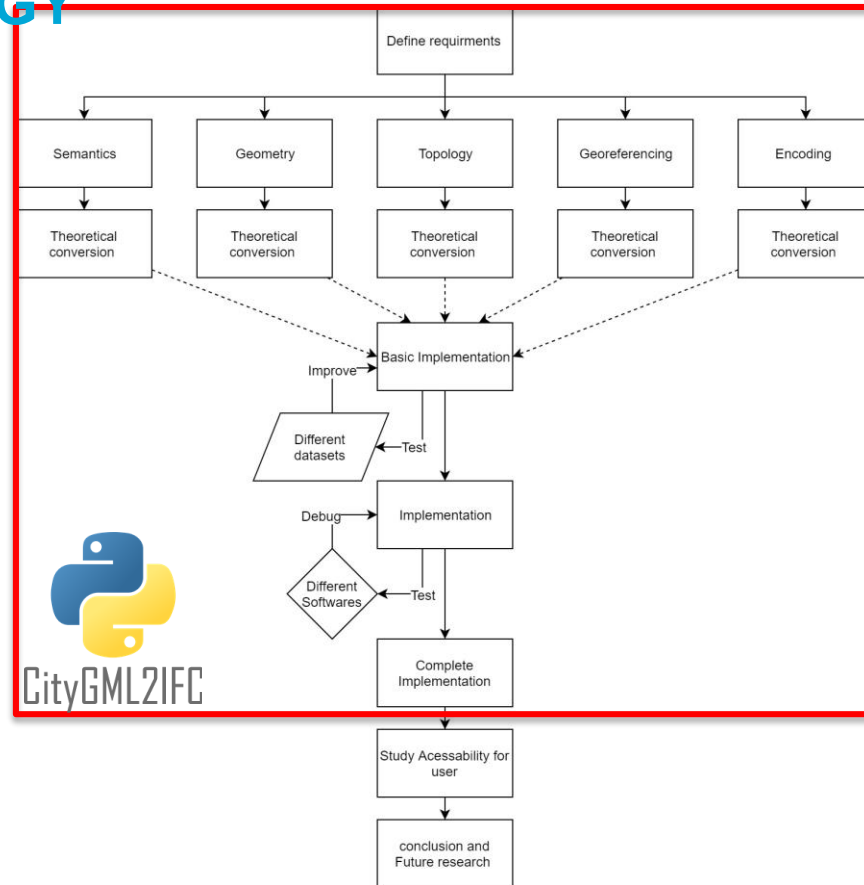 GY
Define requirments
Semantics
Geometry
Topology
Georeferencing
Encoding
Theoretical
conversion
Theoretical
conversion
Theoretical
conversion
Theoretical
conversion
Theoretical
conversion
Basic Implementation
Improve
Different
datasets
Test
Implementation
Debug
Different
Softwares
Test
Complete
Implementation
CityGML2IFC
Study Acessability for
user
conclusion and
Future research